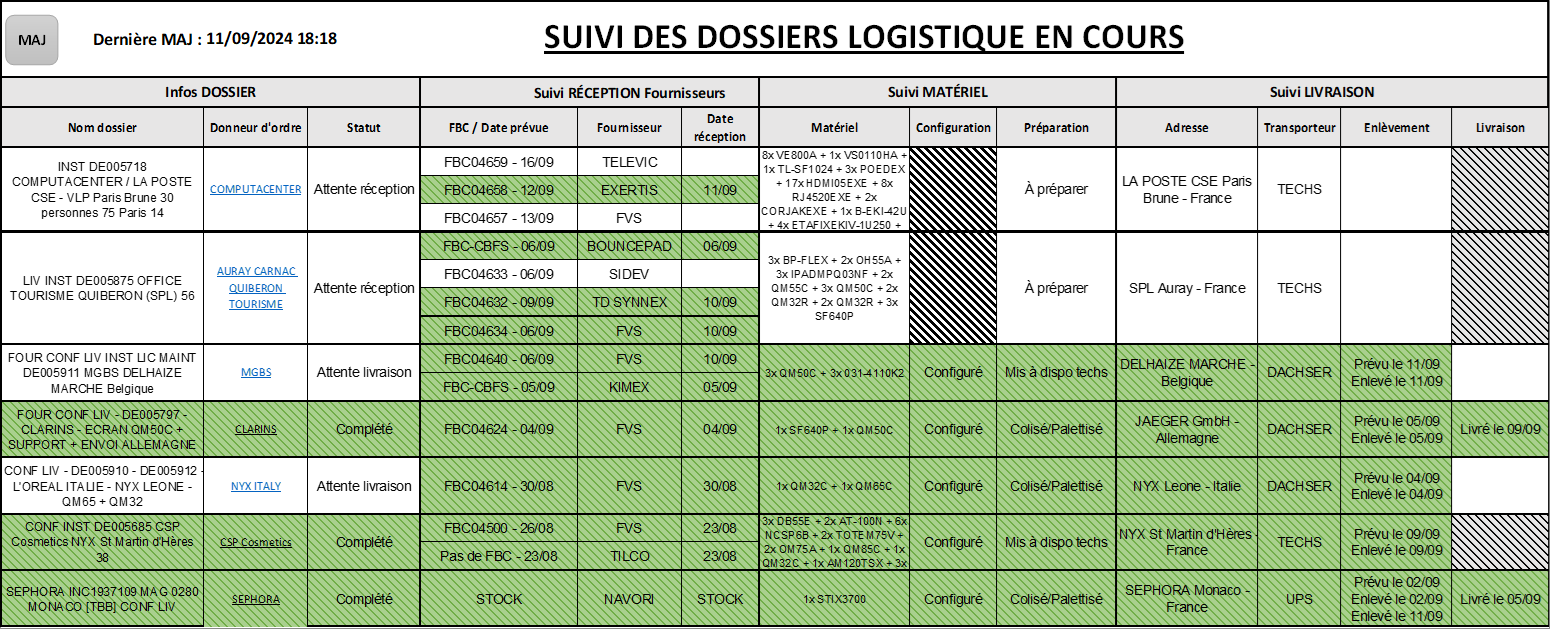 MAJ
Dernière MAJ : 11/09/2024 18:18
SUIVI DES DOSSIERS LOGISTIQUE EN COURS
Infos DOSSIER
Suivi RÉCEPTION Fournisseurs
Suivi MATÉRIEL
Suivi LIVRAISON
Nom dossier
Donneur d'ordre
Statut
FBC / Date prévue
Fournisseur
Date
réception
Matériel
Configuration
Préparation
Adresse
Transporteur
Enlèvement
Livraison
INST DE005718
COMPUTACENTER / LA POSTE
CSE - VLP Paris Brune 30
personnes 75 Paris 14
COMPUTACENTER
Attente réception
FBC04659 - 16/09
TELEVIC
FBC04658 - 12/09
EXERTIS
11/09
FBC04657 - 13/09
FVS
8x VE800A + 1x VS0110HA +
1x TL-SF1024 + 3x POEDEX
+ 17x HDMI05EXE + 8x
RJ4520EXE + 2x
CORJAKEXE + 1x B-EKI-42U
+ 4x ETAFIXEKIV-1U250 +
À préparer
LA POSTE CSE Paris
Brune - France
TECHS
LIV INST DE005875 OFFICE
TOURISME QUIBERON (SPL) 56
AURAY CARNAC
QUIBERON
TOURISME
Attente réception
FBC-CBFS - 06/09
BOUNCEPAD
06/09
FBC04633 - 06/09
SIDEV
FBC04632 - 09/09
TD SYNNEX
10/09
FBC04634 - 06/09
FVS
10/09
3x BP-FLEX + 2x OH55A +
3x IPADMPQ03NF + 2x
QM55C + 3x QM50C + 2x
QM32R + 2x QM32R + 3x
SF640P
À préparer
SPL Auray - France
TECHS
FOUR CONF LIV INST LIC MAINT
DE005911 MGBS DELHAIZE
MARCHE Belgique
MGBS
Attente livraison
FBC04640 - 06/09
FVS
10/09
FBC-CBFS - 05/09
KIMEX
05/09
3x QM50C + 3x 031-4110K2
Configuré
Mis à dispo techs
DELHAIZE MARCHE -
Belgique
DACHSER
Prévu le 11/09
Enlevé le 11/09
FOUR CONF LIV - DE005797 -
CLARINS - ECRAN QM50C +
SUPPORT + ENVOI ALLEMAGNE
CLARINS
Complété
FBC04624 - 04/09
FVS
04/09
1x SF640P + 1x QM50C
Configuré
Colisé/Palettisé
JAEGER GmbH -
Allemagne
DACHSER
Prévu le 05/09
Enlevé le 05/09
Livré le 09/09
CONF LIV - DE005910 - DE005912 -
L'OREAL ITALIE - NYX LEONE -
QM65 + QM32
NYX ITALY
Attente livraison
FBC04614 - 30/08
FVS
30/08
1x QM32C + 1x QM65C
Configuré
Colisé/Palettisé
NYX Leone - Italie
DACHSER
Prévu le 04/09
Enlevé le 04/09
CONF INST DE005685 CSP
Cosmetics NYX St Martin d'Hères
38
CSP Cosmetics
Complété
FBC04500 - 26/08
FVS
23/08
Pas de FBC - 23/08
TILCO
23/08
3x DB55E + 2x AT-100N + 6x
NCSP6B + 2x TOTEM75V +
2x OM75A + 1x QM85C + 1x
QM32C + 1x AM120TSX + 3x
Configuré
Mis à dispo techs
NYX St Martin d'Hères -
France
TECHS
Prévu le 09/09
Enlevé le 09/09
SEPHORA INC1937109 MAG 0280
MONACO [TBB] CONF LIV
SEPHORA
Complété
STOCK
NAVORI
STOCK
1x STIX3700
Configuré
Colisé/Palettisé
SEPHORA Monaco -
France
UPS
Prévu le 02/09
Enlevé le 02/09
Enlevé le 11/09
Livré le 05/09